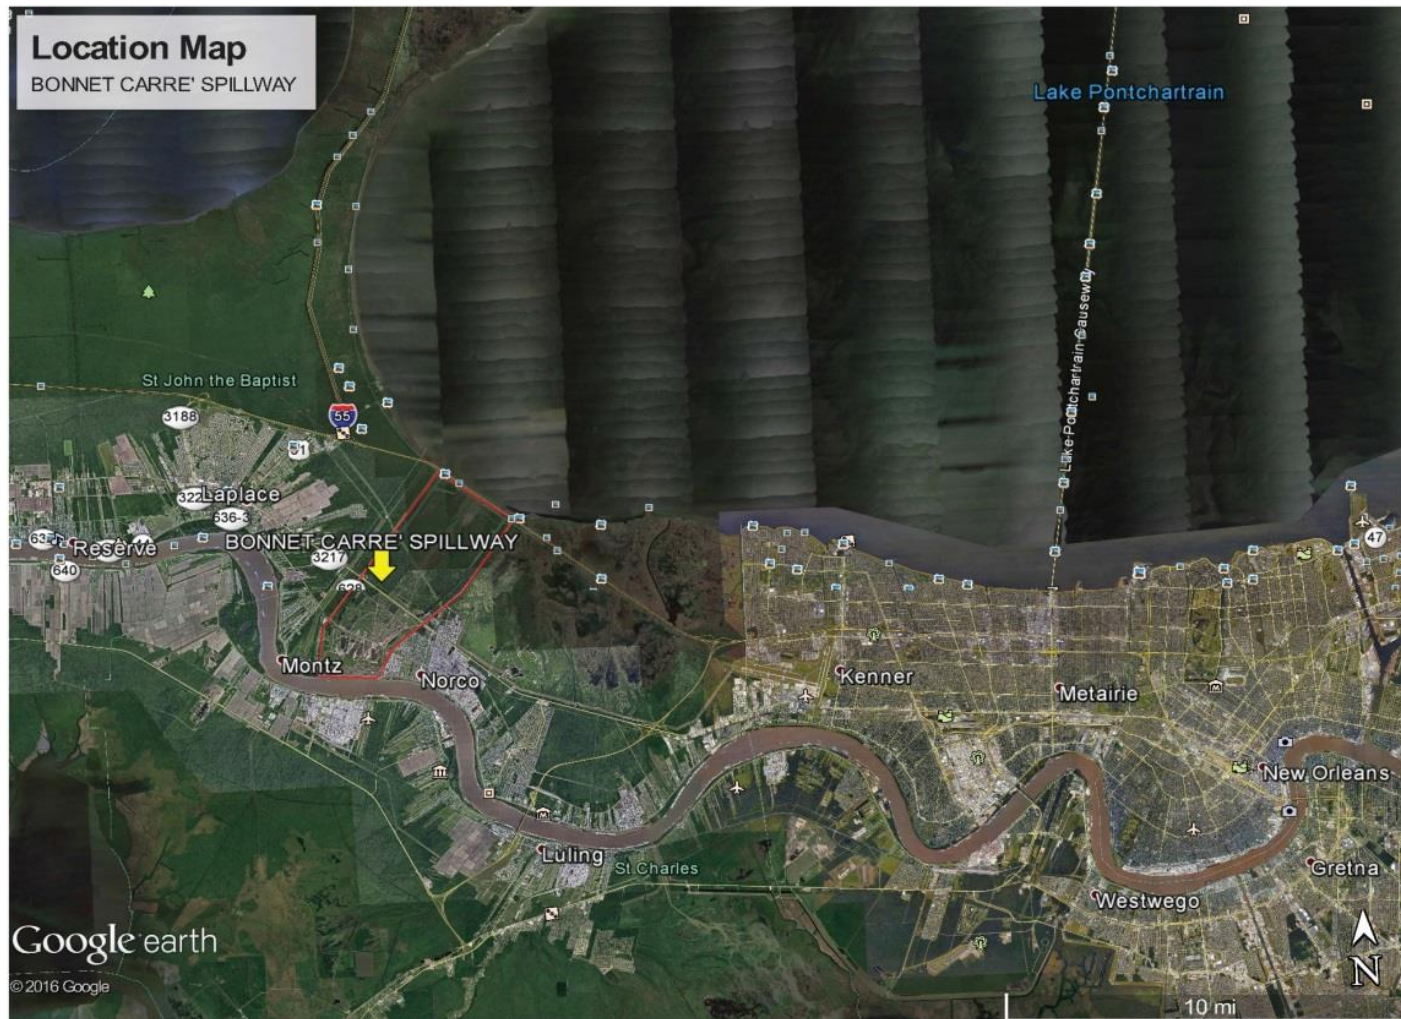 Location Map
BONNET CARRE' SPILLWAY
Lake Pontchartrain
Lake Pontchartrain Causeway
St John the Baptist
3188
55
51
Laplace
636-3
Reserve
640
BONNET CARRE' SPILLWAY
3217
628
47
Montz
Norco
Kenner
Metairie
New Orleans
Luling
St Charles
Gretna
Westwego
Google earth
© 2016 Google
N
10 mi